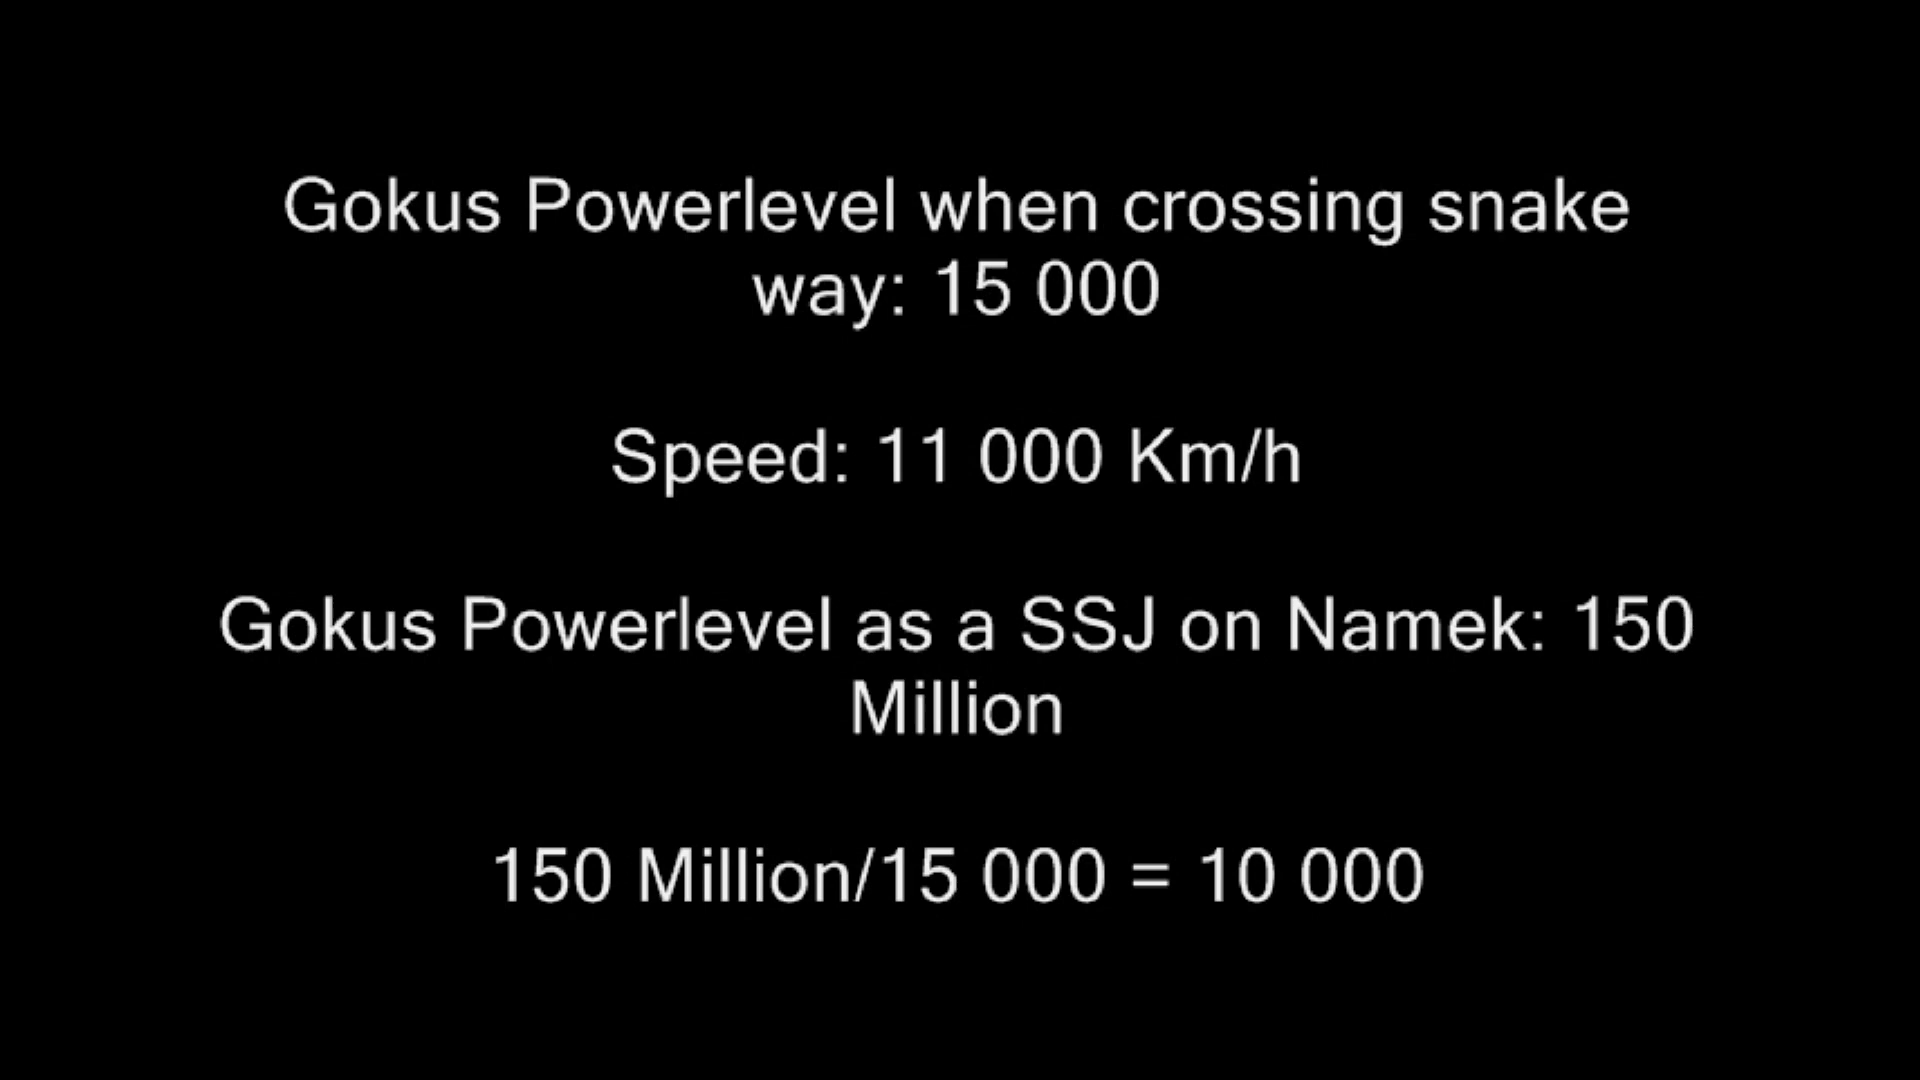 Gokus Powerlevel when crossing snake
way: 15 000
Speed: 11 000 Km/h
Gokus Powerlevel as a SSJ on Namek: 150
Million
150 Million/15 000 = 10 000